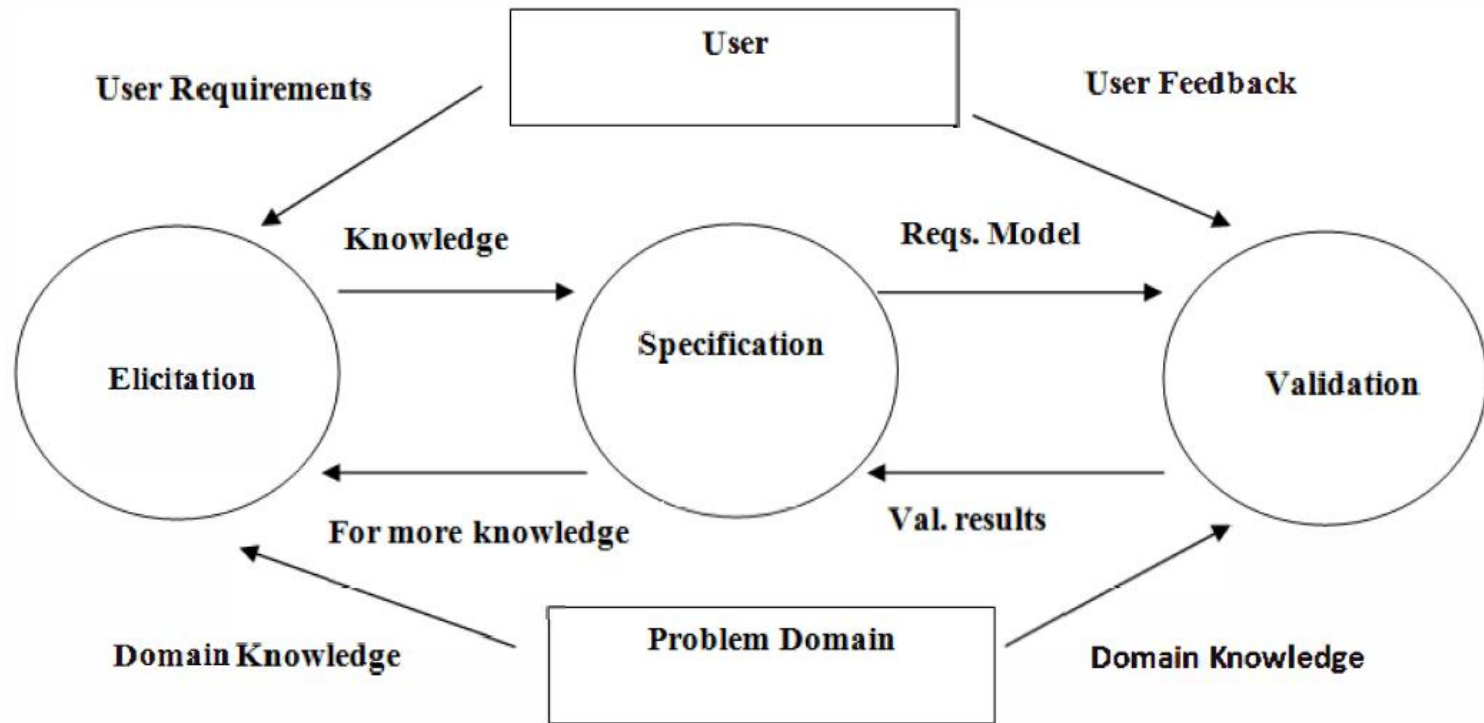 User
User Requirements
User Feedback
Knowledge
Reqs. Model
Elicitation
Specification
Validation
For more knowledge
Val. results
Domain Knowledge
Problem Domain
Domain Knowledge